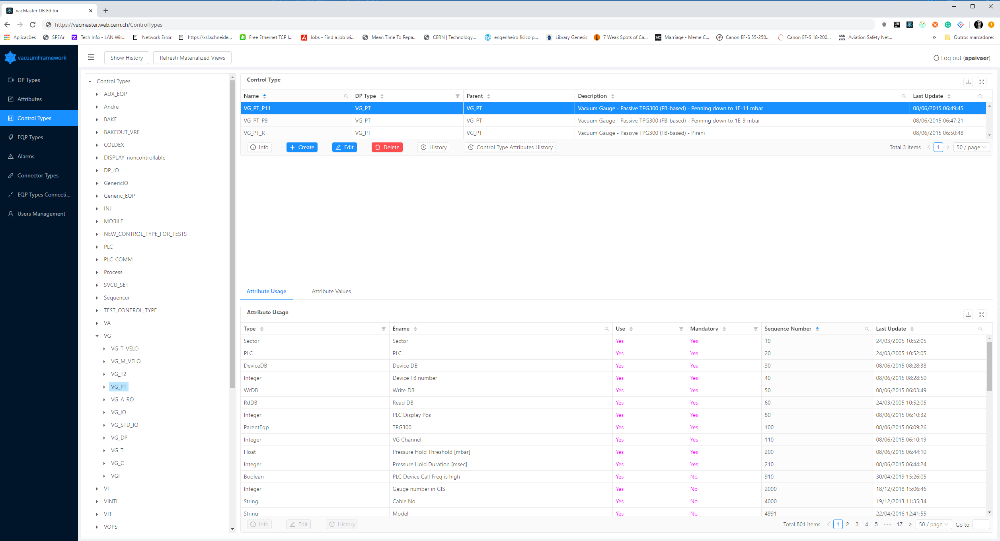 vacMaster DB Editor
https://vacmaster.web.cern.ch/ControlTypes
Aplicações SPEAr Tech Info - LAN Wir... Network Error https://xsl.schneide... Free Ethernet TCP I... Jobs - Find a job wi... Mean Time To Repa... CERN | Technology... engenheiro fisico p... Library Genesis 7 Weak Spots of Ca... Marriage - Meme C... Canon EF-S 55-250... Canon EF-S 18-200... Aviation Safety Net... » Outros marcadores
vacuumFramework
Show History Refresh Materialized Views Log out (apaivaer)
DP Types
Attributes
Control Types
EQP Types
Alarms
Connector Types
EQP Types Connecti...
Users Management
Control Types
AUX_EQP
Andre
BAKE
BAKEOUT_VRE
COLDEX
DISPLAY_noncontrollable
DP_IO
GenericIO
Generic_EQP
INJ
MOBILE
NEW_CONTROL_TYPE_FOR_TESTS
PLC
PLC_COMM
Process
SVCU_SET
Sequencer
TEST_CONTROL_TYPE
VA
VG
VG_T_VELO
VG_M_VELO
VG_T2
VG_PT
VG_A_RO
VG_IO
VG_STD_IO
VG_DP
VG_T
VG_C
VGI
VI
VINTL
VIT
VOPS
Control Type
Name DP Type Parent Description Last Update
VG_PT_P11 VG_PT VG_PT Vacuum Gauge - Passive TPG300 (FB-based) - Penning down to 1E-11 mbar 08/06/2015 06:49:45
VG_PT_P9 VG_PT VG_PT Vacuum Gauge - Passive TPG300 (FB-based) - Penning down to 1E-9 mbar 08/06/2015 06:47:21
VG_PT_R VG_PT VG_PT Vacuum Gauge - Passive TPG300 (FB-based) - Pirani 08/06/2015 06:50:48
Info Create Edit Delete History Control Type Attributes History Total 3 items 1 50 / page
Attribute Usage Attribute Values
Attribute Usage
Type Ename Use Mandatory Sequence Number Last Update
Sector Sector Yes Yes 10 24/03/2005 10:52:05
PLC PLC Yes Yes 20 24/03/2005 10:52:05
DeviceDB Device DB Yes Yes 30 08/06/2015 08:28:38
Integer Device FB number Yes Yes 40 08/06/2015 08:28:50
WrDB Write DB Yes Yes 50 08/06/2015 06:03:49
RdDB Read DB Yes Yes 60 24/03/2005 10:52:05
Integer PLC Display Pos Yes Yes 80 08/06/2015 06:10:32
ParentEqp TPG300 Yes Yes 100 08/06/2015 06:09:26
Integer VG Channel Yes Yes 110 08/06/2015 06:10:19
Float Pressure Hold Threshold [mbar] Yes Yes 200 08/06/2015 06:44:10
Integer Pressure Hold Duration [msec] Yes Yes 210 08/06/2015 06:44:24
Boolean PLC Device Call Freq is high Yes No 910 30/04/2019 15:26:05
Integer Gauge number in GIS Yes No 2000 18/12/2018 15:06:46
String Cable No Yes No 4000 19/12/2013 11:35:34
String Model Yes No 4991 22/04/2016 12:41:55
Info Edit History Total 801 items 1 2 3 4 5 ••• 17 50 / page Go to